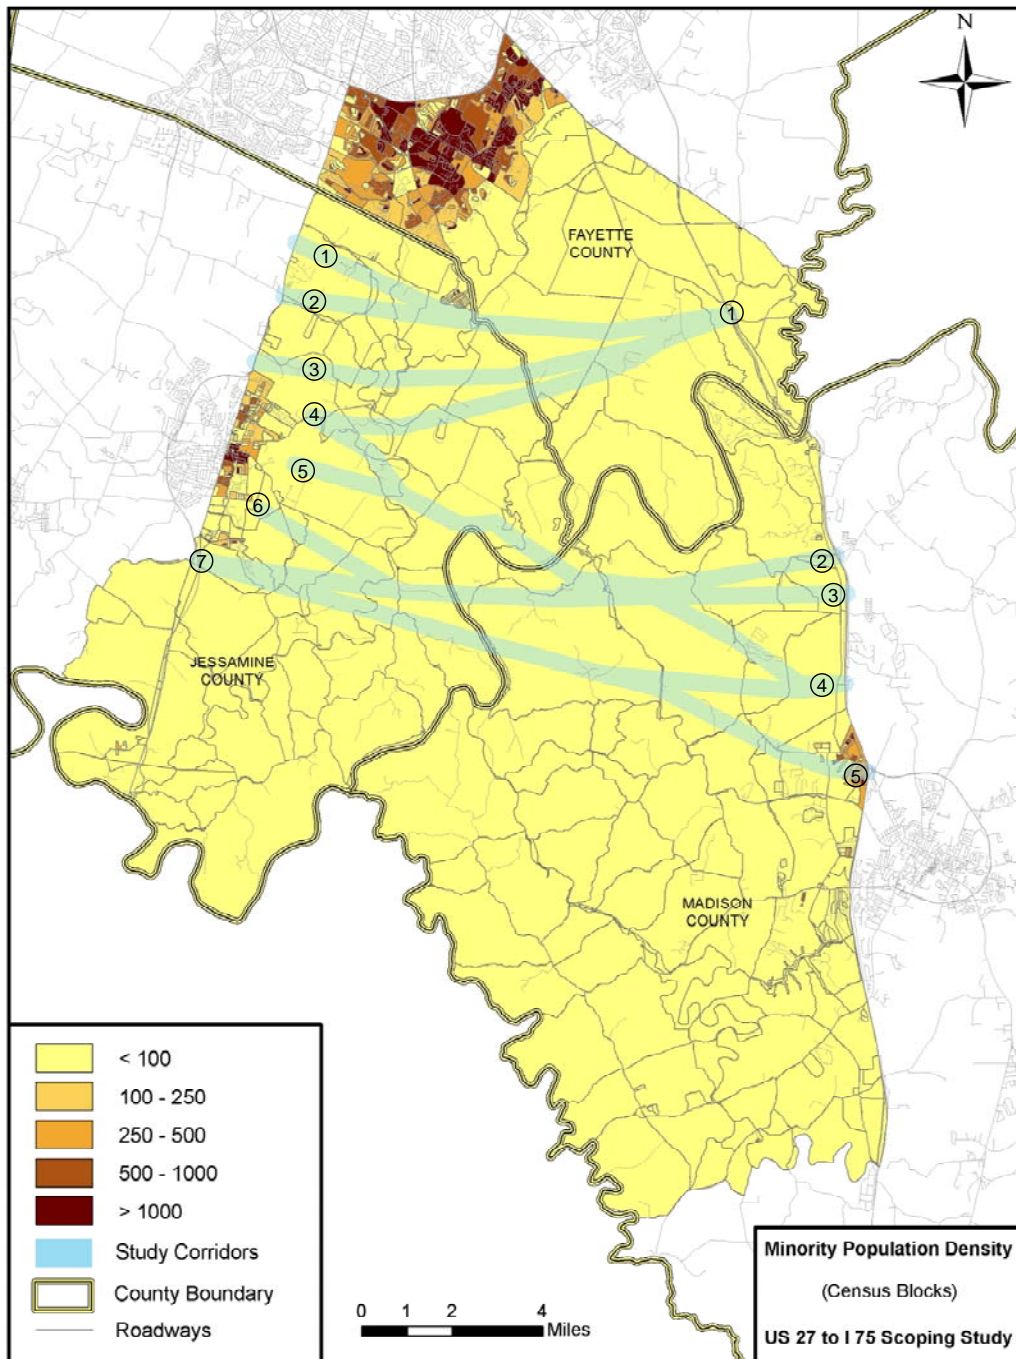 N
FAYETTE
COUNTY
1
1
2
3
4
5
6
7
2
3
4
5
JESSAMINE
COUNTY
MADISON
COUNTY
< 100
100 - 250
250 - 500
500 - 1000
> 1000
Study Corridors
County Boundary
Roadways
0 1 2 4
Miles
Minority Population Density
(Census Blocks)
US 27 to I 75 Scoping Study